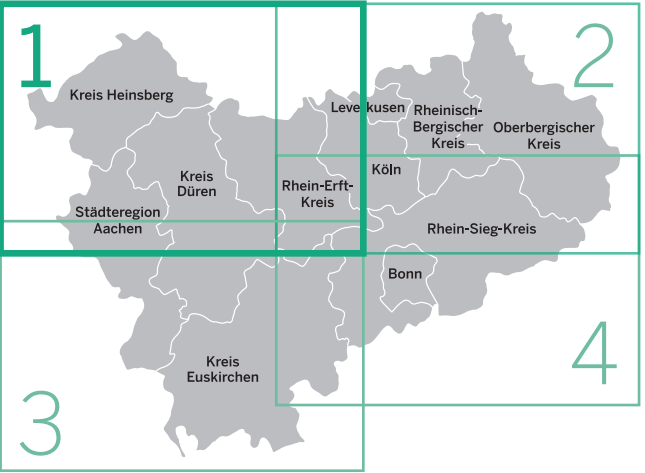 1
2
Kreis Heinsberg
Leverkusen
Rheinisch-
Bergischer
Kreis
Oberbergischer
Kreis
Köln
Kreis
Düren
Rhein-Erft-
Kreis
Städteregion
Aachen
Rhein-Sieg-Kreis
Bonn
Kreis
Euskirchen
3
4